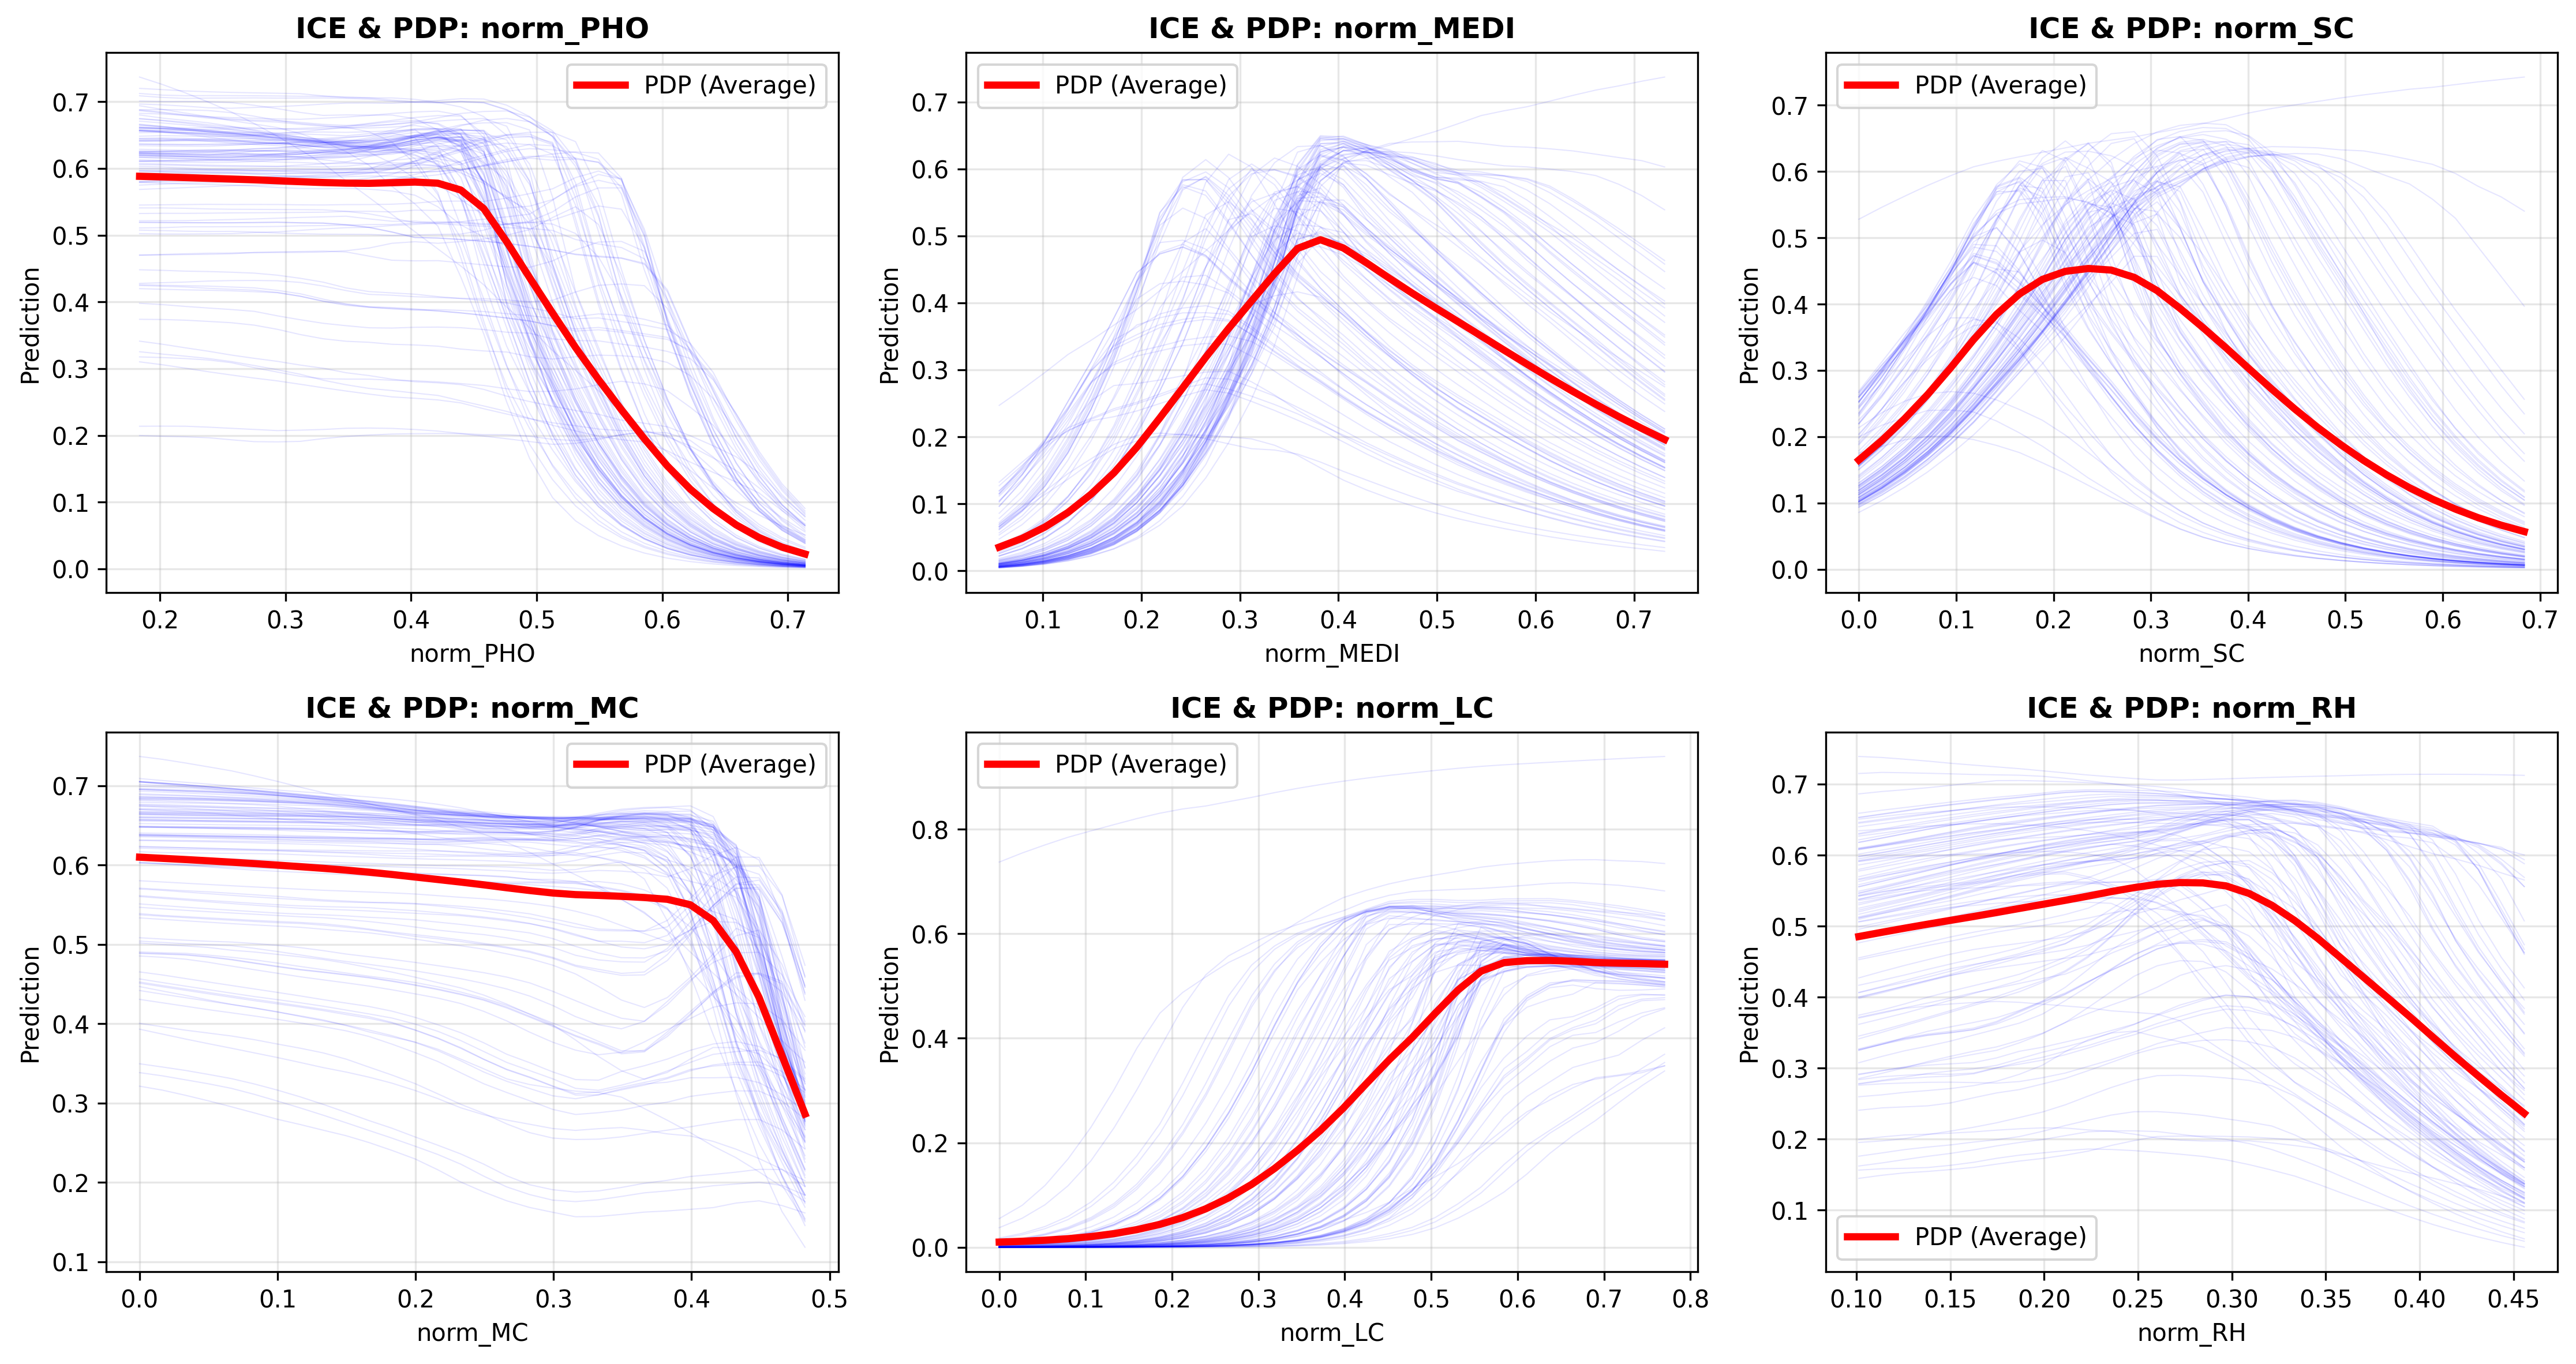 ICE & PDP: norm_PHO
PDP (Average)
Prediction
0.7
0.6
0.5
0.4
0.3
0.2
0.1
0.0
0.2 0.3 0.4 0.5 0.6 0.7
norm_PHO
ICE & PDP: norm_MEDI
PDP (Average)
Prediction
0.7
0.6
0.5
0.4
0.3
0.2
0.1
0.0
0.1 0.2 0.3 0.4 0.5 0.6 0.7
norm_MEDI
ICE & PDP: norm_SC
PDP (Average)
Prediction
0.7
0.6
0.5
0.4
0.3
0.2
0.1
0.0
0.0 0.1 0.2 0.3 0.4 0.5 0.6 0.7
norm_SC
ICE & PDP: norm_MC
PDP (Average)
Prediction
0.7
0.6
0.5
0.4
0.3
0.2
0.1
0.0 0.1 0.2 0.3 0.4 0.5
norm_MC
ICE & PDP: norm_LC
PDP (Average)
Prediction
0.8
0.6
0.4
0.2
0.0
0.0 0.1 0.2 0.3 0.4 0.5 0.6 0.7 0.8
norm_LC
ICE & PDP: norm_RH
Prediction
0.7
0.6
0.5
0.4
0.3
0.2
0.1
PDP (Average)
0.10 0.15 0.20 0.25 0.30 0.35 0.40 0.45
norm_RH